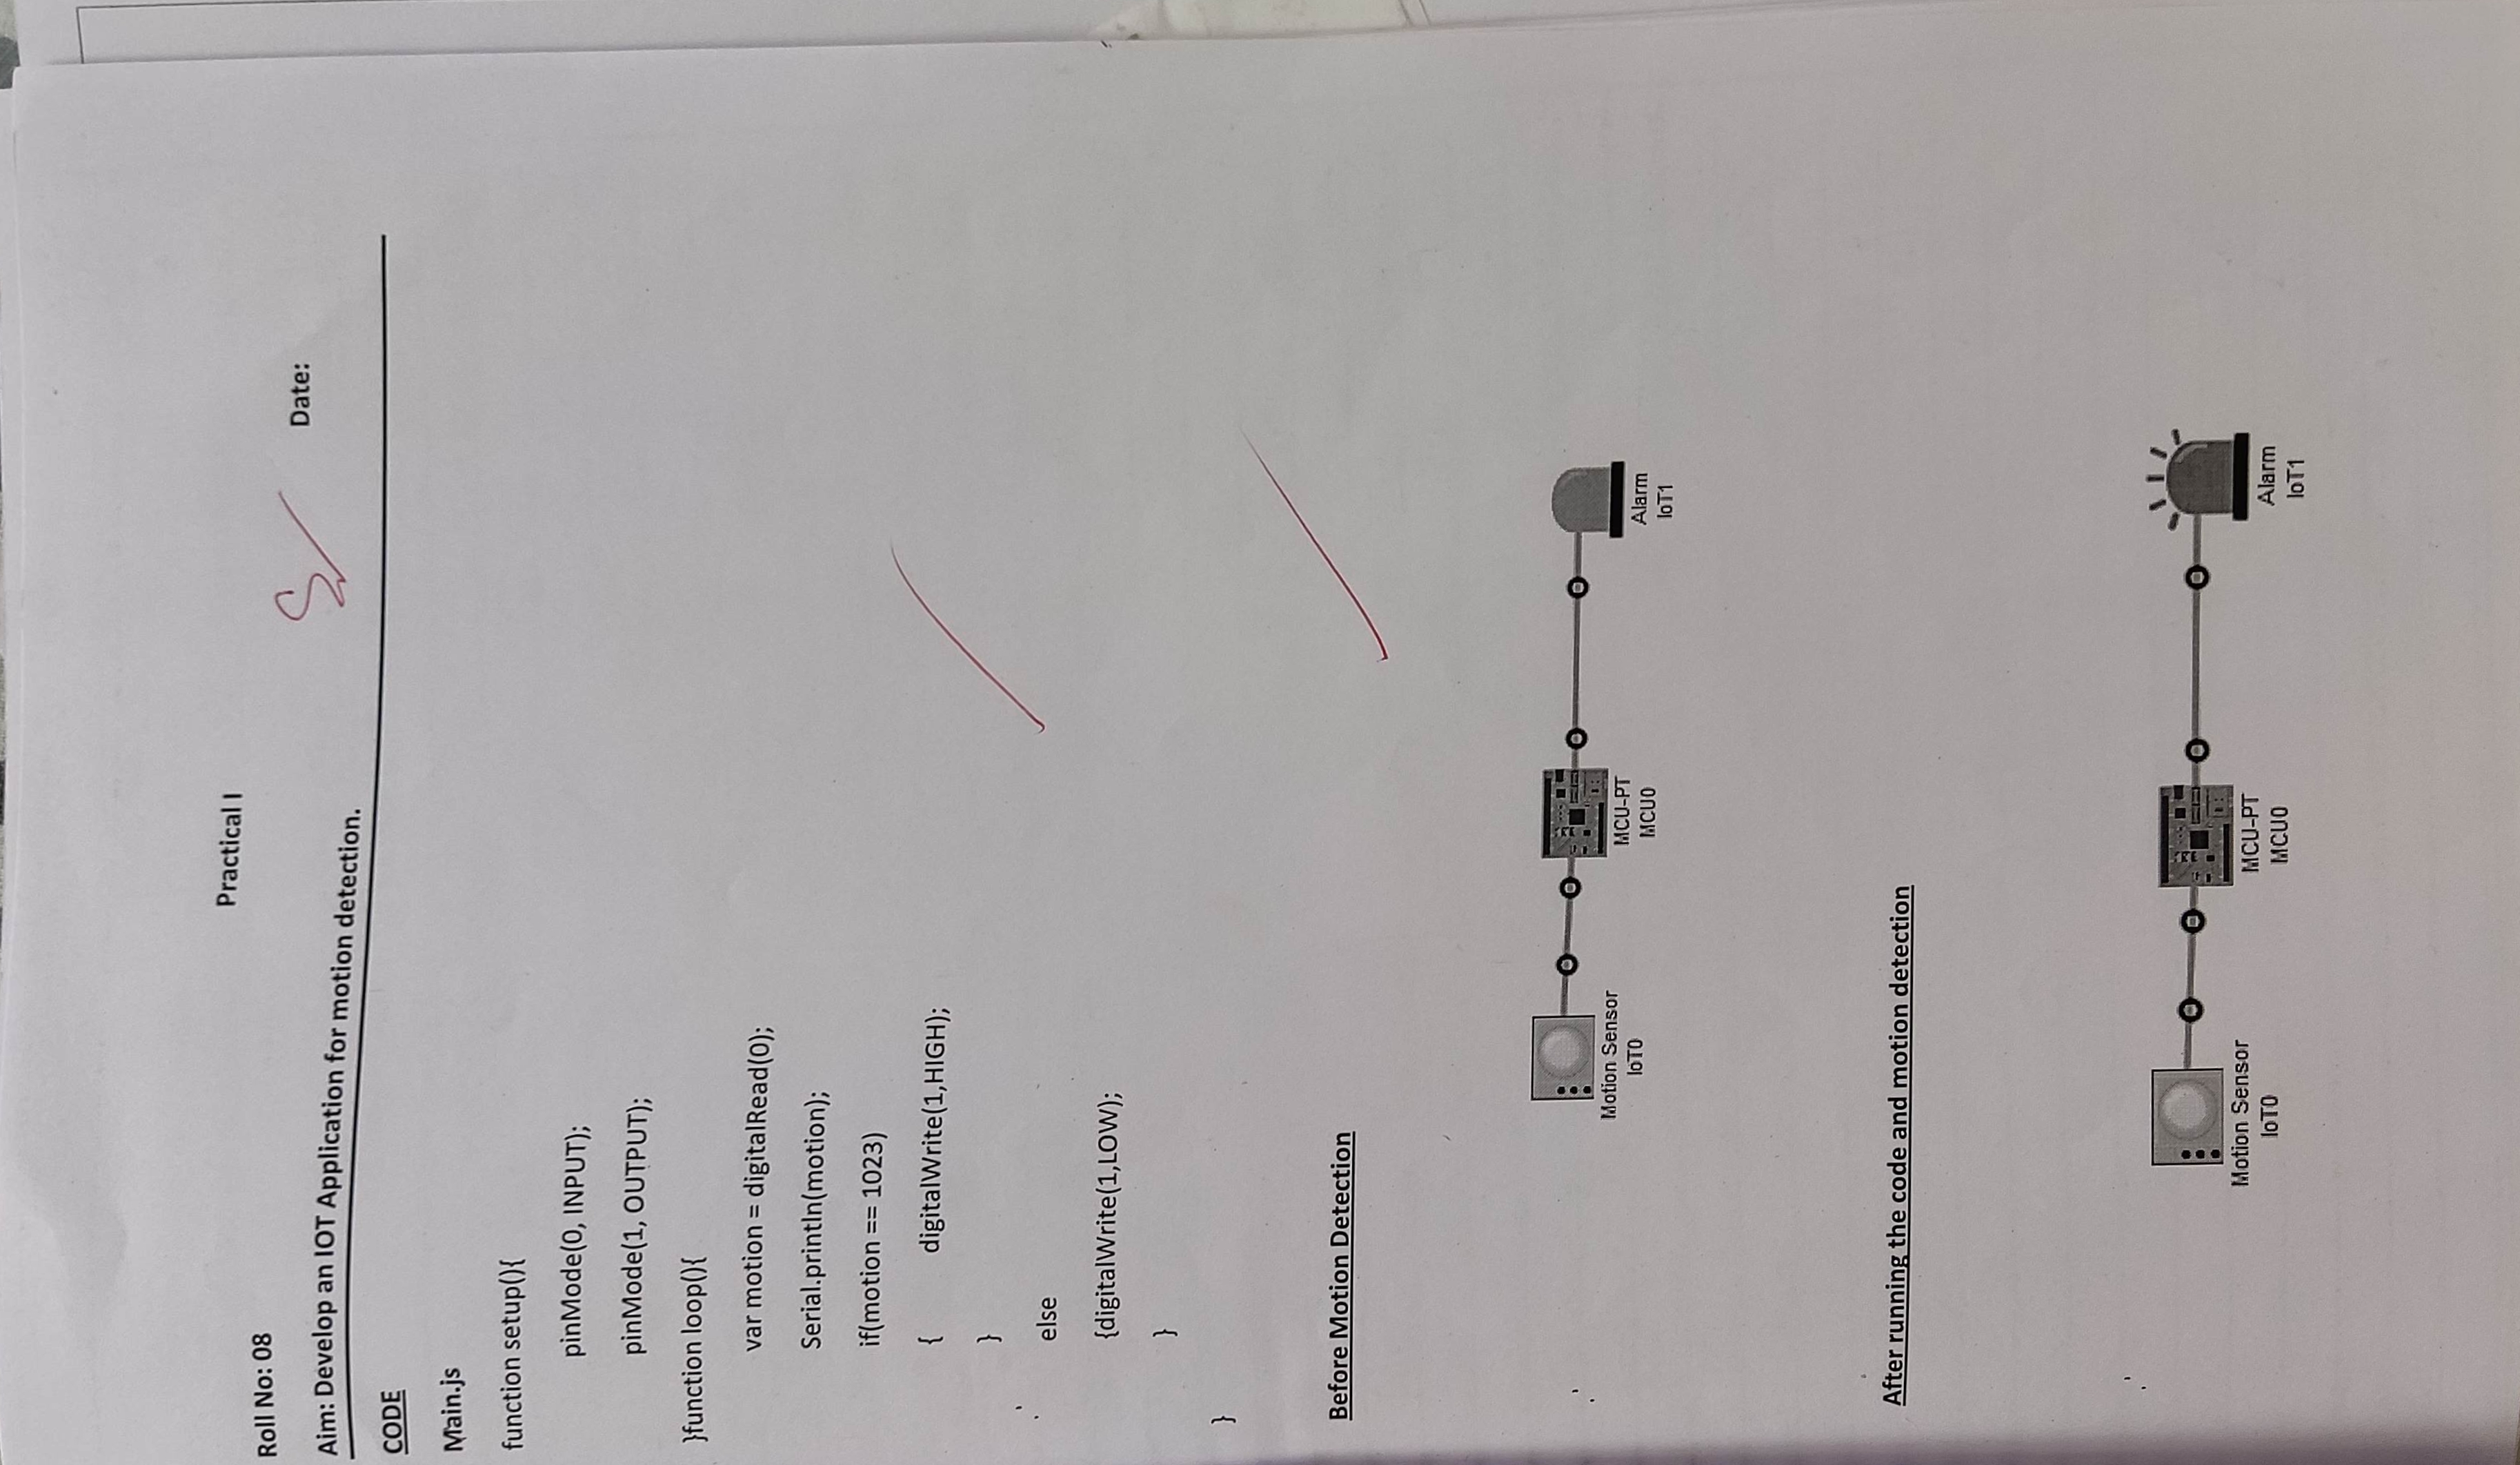 Practical I
Roll No: 08
Date:
Aim: Develop an IOT Application for motion detection.
CODE
Main.js
function setup(){
pinMode(0, INPUT);
pinMode(1, OUTPUT);
}function loop(){
var motion = digitalRead(0);
Serial.println(motion);
if(motion == 1023)
{ digitalWrite(1,HIGH);
}
else
{digitalWrite(1,LOW);
}
}
Before Motion Detection
Motion Sensor
IoT0
MCU-PT
MCU0
Alarm
IoT1
After running the code and motion detection
Motion Sensor
IoT0
MCU-PT
MCU0
Alarm
IoT1